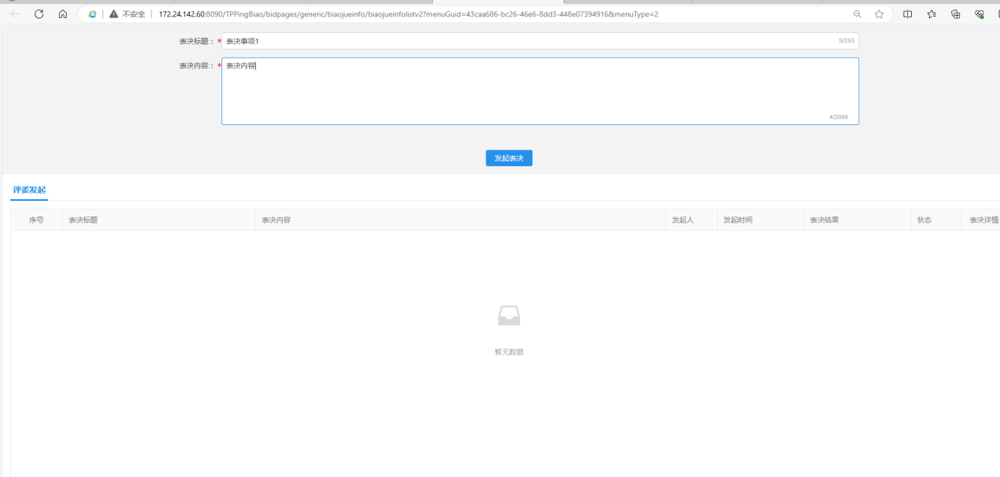 不安全 172.24.142.60:8090/TPPingBiao/bidpages/generic/biaojueinfo/biaojueinfolistv2?menuGuid=43caa686-bc26-46e6-8dd3-448e07394916&menuType=2
表决标题:: * 表决事项1 5/255
表决内容:: * 表决内容
4/2000
发起表决
评委发起
序号 表决标题 表决内容 发起人 发起时间 表决结果 状态 表决详情
暂无数据